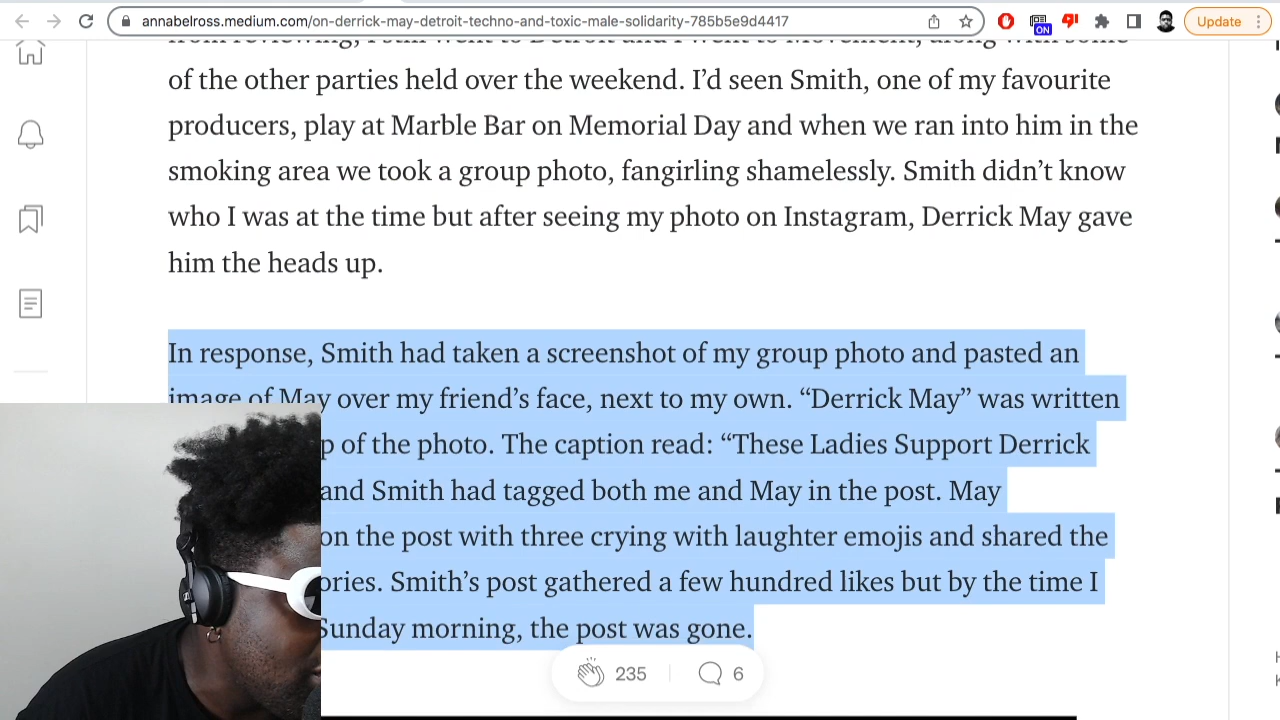 annabelross.medium.com/on-derrick-may-detroit-techno-and-toxic-male-solidarity-785b5e9d4417
ON
Update
of the other parties held over the weekend. I’d seen Smith, one of my favourite
producers, play at Marble Bar on Memorial Day and when we ran into him in the
smoking area we took a group photo, fangirling shamelessly. Smith didn’t know
who I was at the time but after seeing my photo on Instagram, Derrick May gave
him the heads up.
In response, Smith had taken a screenshot of my group photo and pasted an
image of May over my friend’s face, next to my own. “Derrick May” was written
p of the photo. The caption read: “These Ladies Support Derrick
and Smith had tagged both me and May in the post. May
on the post with three crying with laughter emojis and shared the
ories. Smith’s post gathered a few hundred likes but by the time I
Sunday morning, the post was gone.
235
6